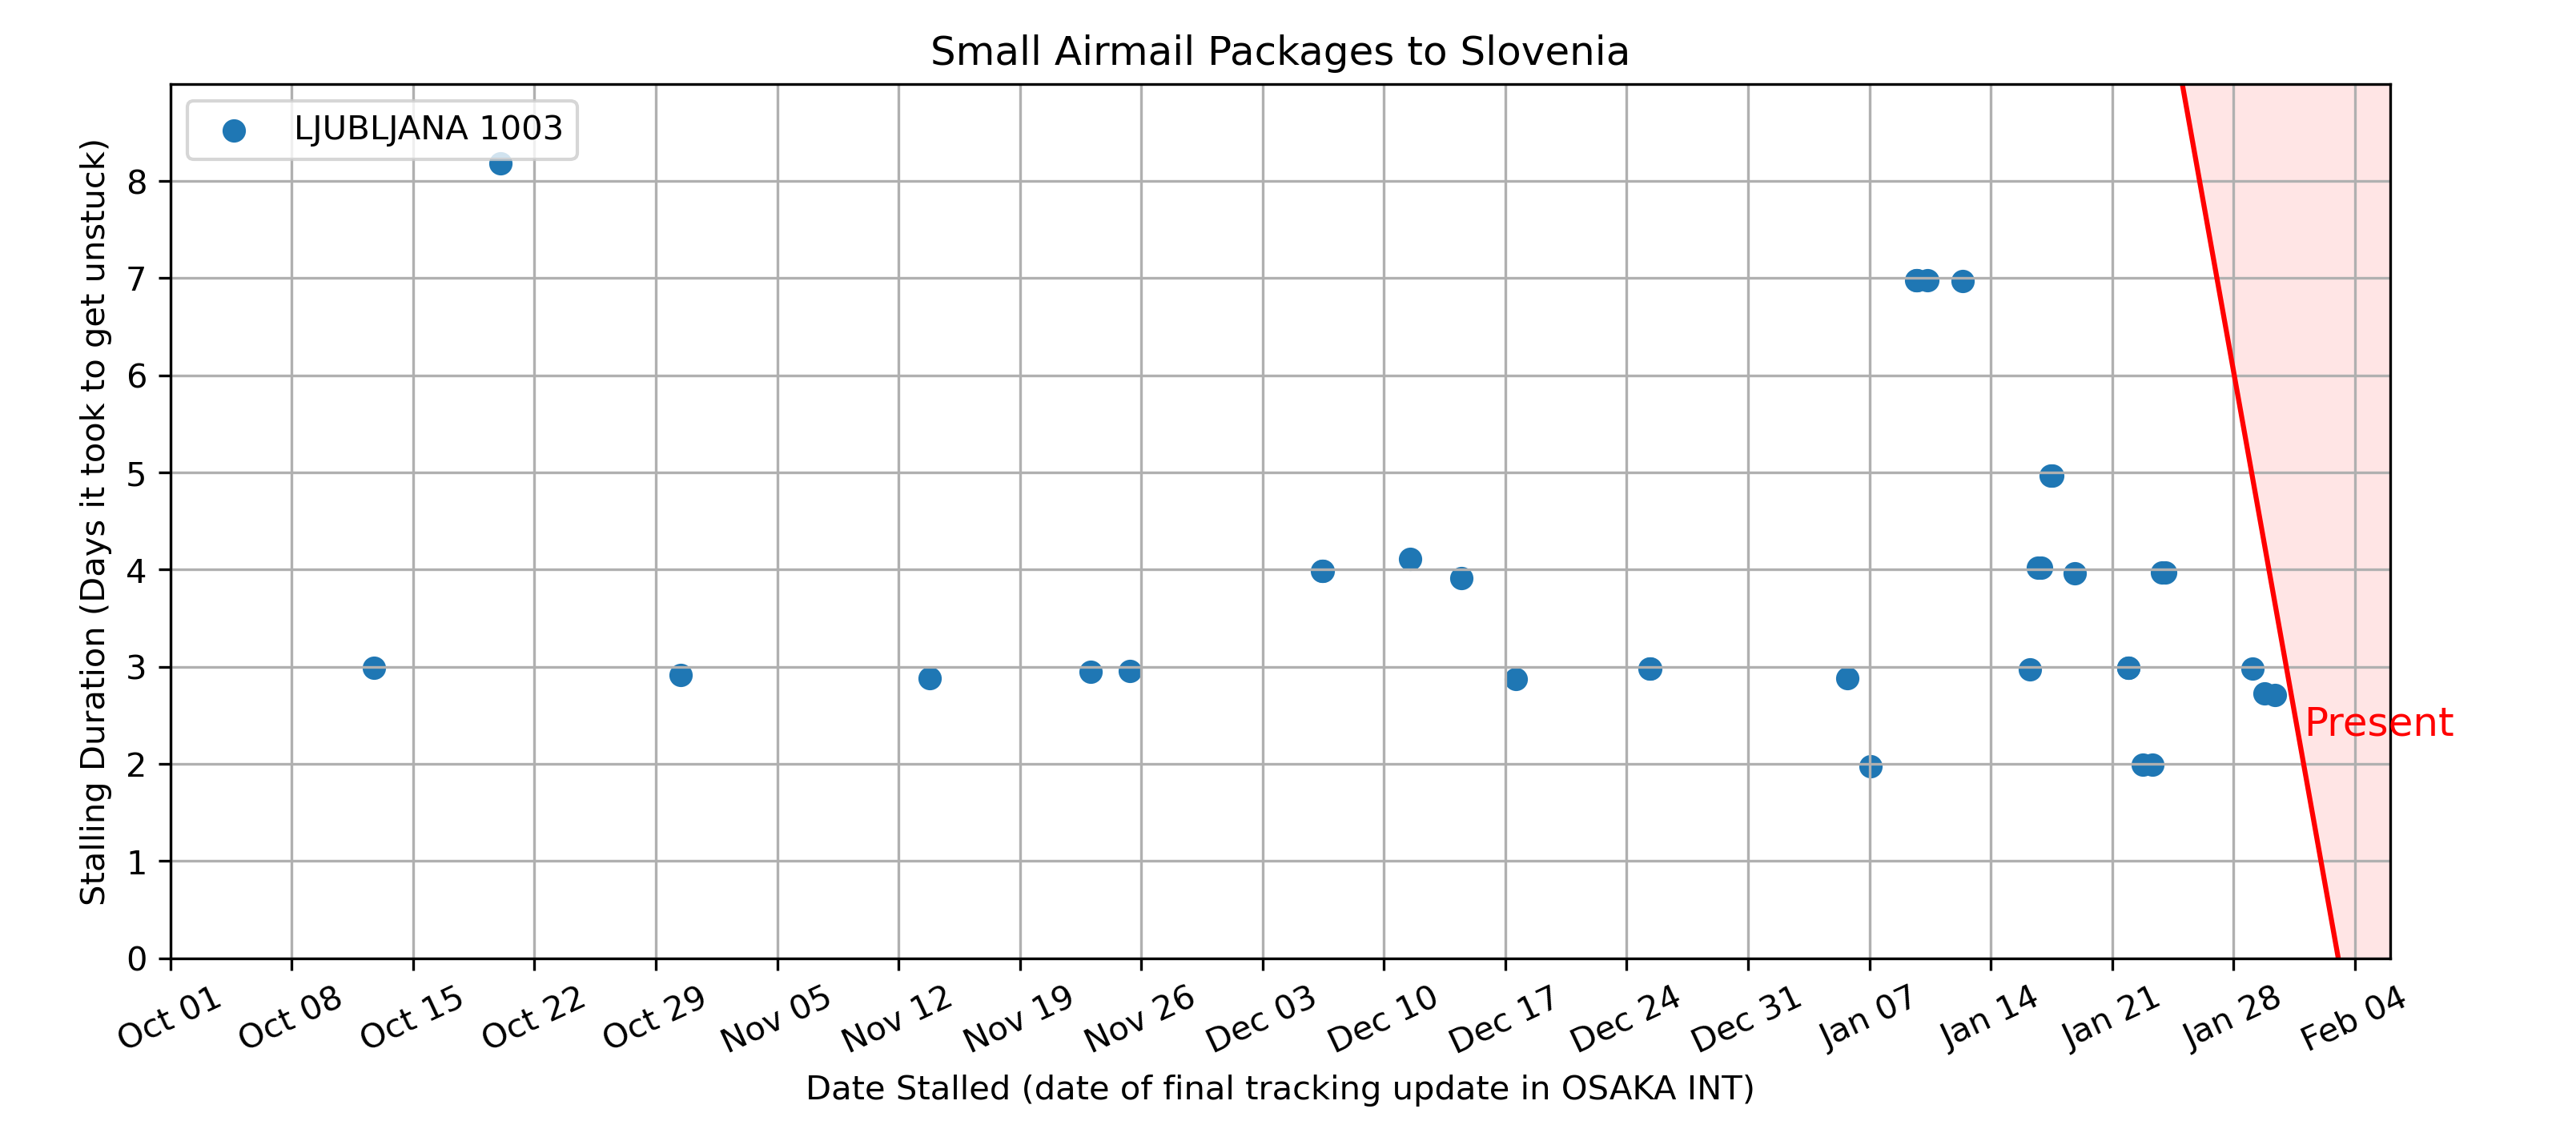 Small Airmail Packages to Slovenia
LJUBLJANA 1003
Stalling Duration (Days it took to get unstuck)
8
7
6
5
4
3
2
1
0
Present
Oct 01 Oct 08 Oct 15 Oct 22 Oct 29 Nov 05 Nov 12 Nov 19 Nov 26 Dec 03 Dec 10 Dec 17 Dec 24 Dec 31 Jan 07 Jan 14 Jan 21 Jan 28 Feb 04
Date Stalled (date of final tracking update in OSAKA INT)